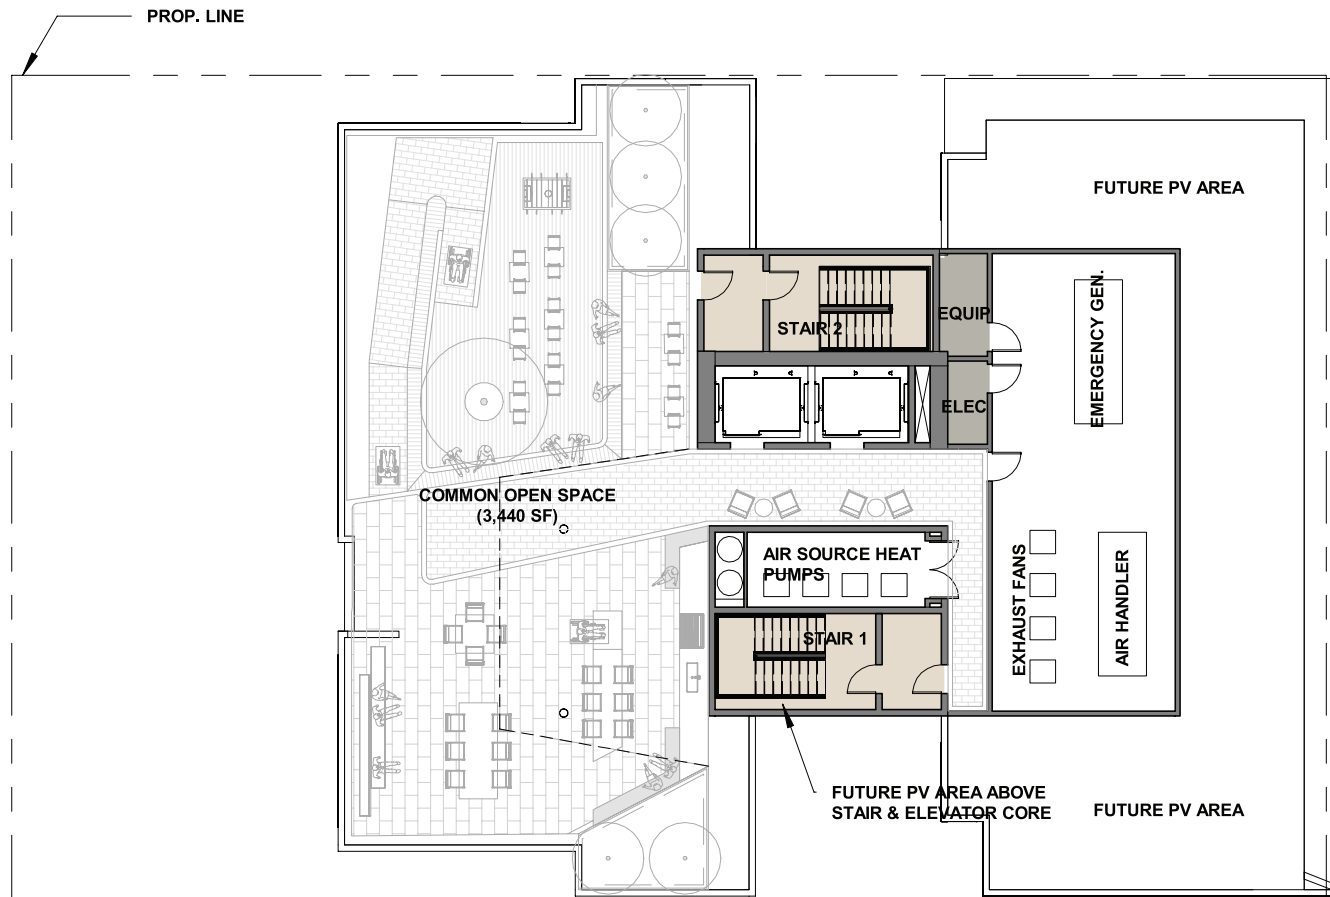 PROP. LINE
FUTURE PV AREA
EMERGENCY GEN.
EQUIP
STAIR 2
ELEC
COMMON OPEN SPACE
(3,440 SF)
AIR SOURCE HEAT
PUMPS
EXHAUST FANS
AIR HANDLER
STAIR 1
FUTURE PV AREA ABOVE
STAIR & ELEVATOR CORE
FUTURE PV AREA